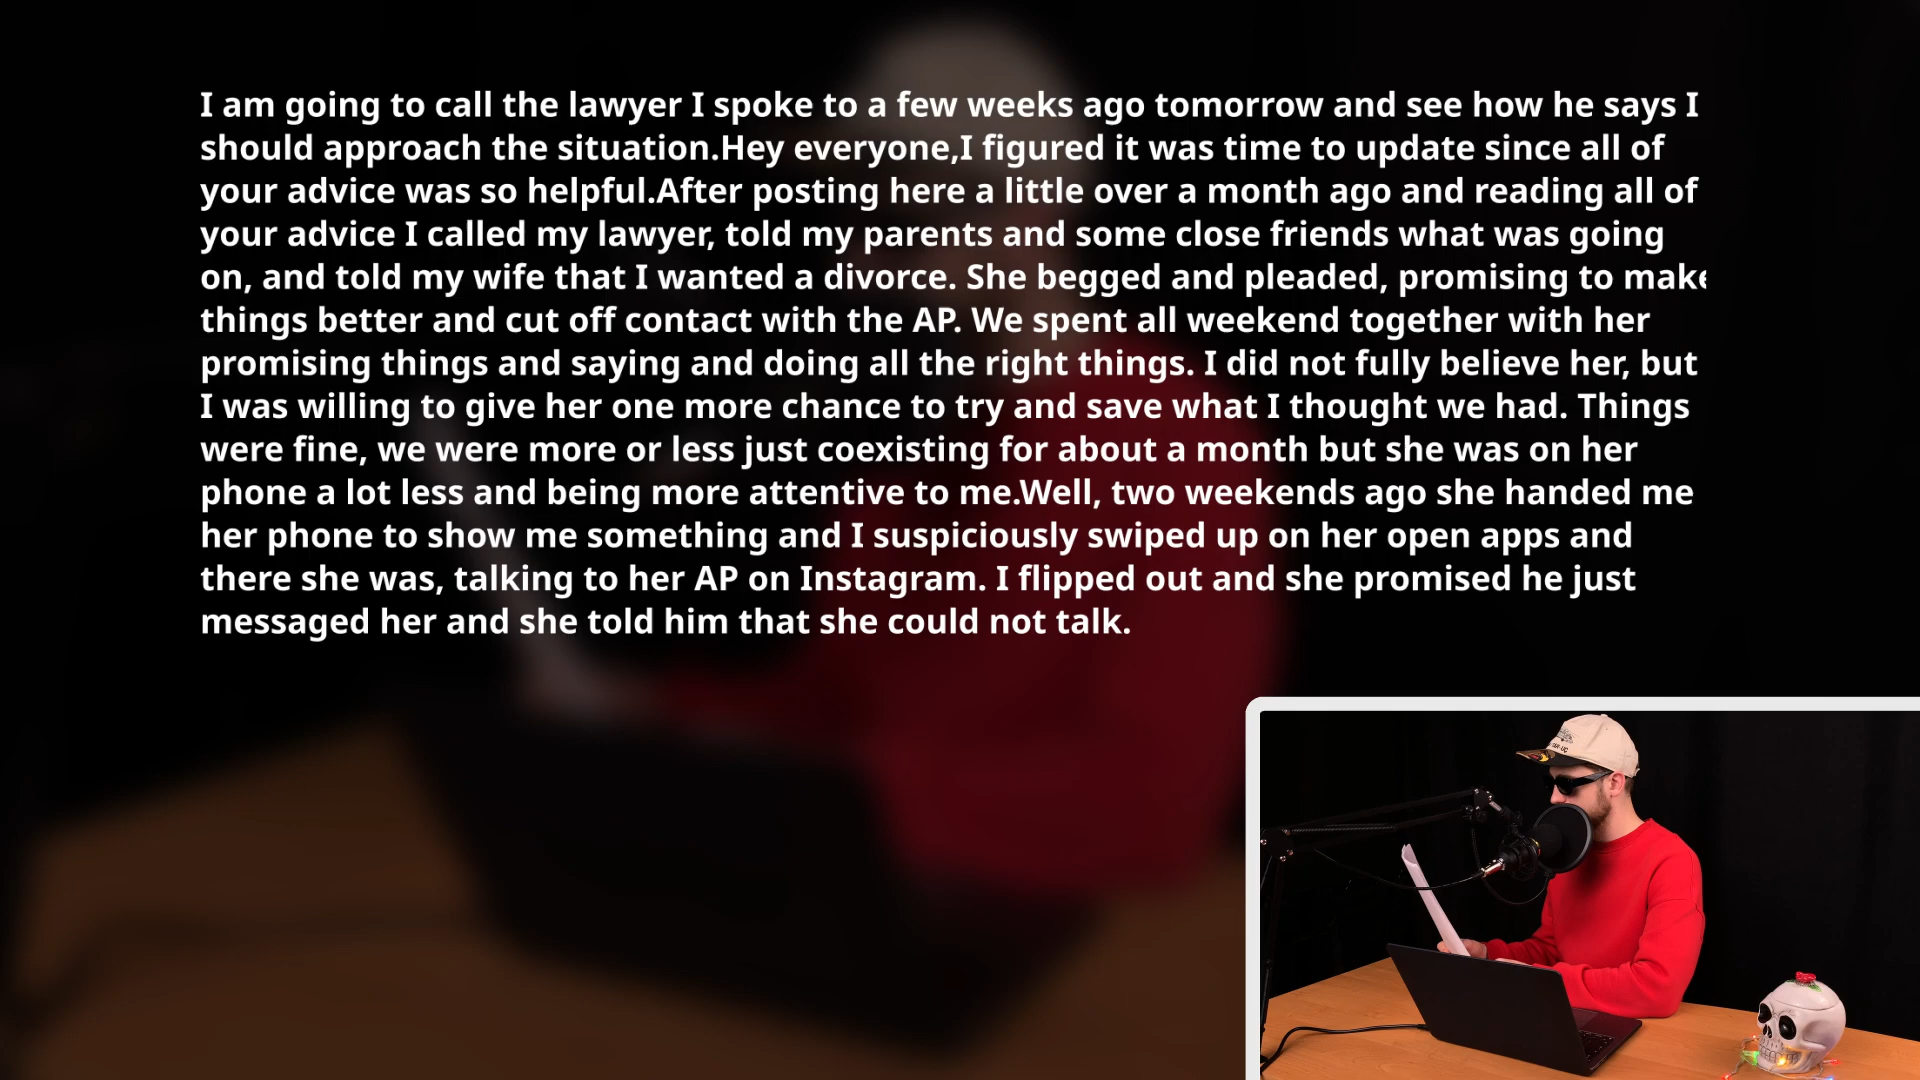 I am going to call the lawyer I spoke to a few weeks ago tomorrow and see how he says I
should approach the situation.Hey everyone,I figured it was time to update since all of
your advice was so helpful.After posting here a little over a month ago and reading all of
your advice I called my lawyer, told my parents and some close friends what was going
on, and told my wife that I wanted a divorce. She begged and pleaded, promising to make
things better and cut off contact with the AP. We spent all weekend together with her
promising things and saying and doing all the right things. I did not fully believe her, but
I was willing to give her one more chance to try and save what I thought we had. Things
were fine, we were more or less just coexisting for about a month but she was on her
phone a lot less and being more attentive to me.Well, two weekends ago she handed me
her phone to show me something and I suspiciously swiped up on her open apps and
there she was, talking to her AP on Instagram. I flipped out and she promised he just
messaged her and she told him that she could not talk.